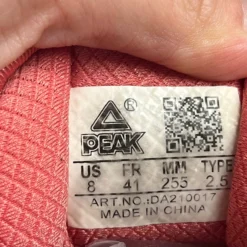 PEAK
US FR MM TYPE
8 41 255 2.5
ART.NO.:DA210017
MADE IN CHINA